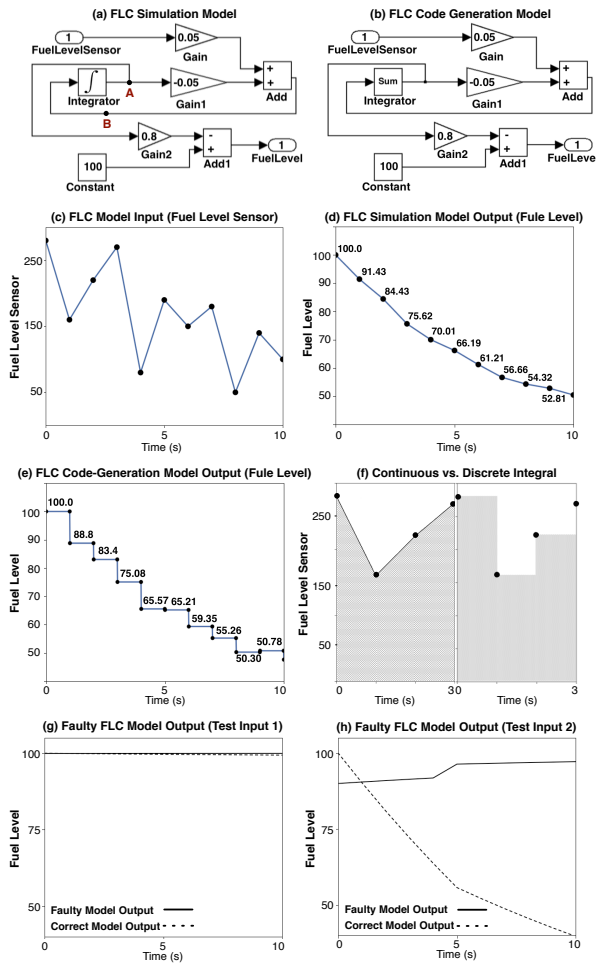 (a) FLC Simulation Model
1
FuelLevelSensor
0.05
Gain
+
+
Add
∫
Integrator
A
-0.05
Gain1
B
0.8
Gain2
-
+
Add1
1
FuelLevel
100
Constant
(b) FLC Code Generation Model
1
FuelLevelSensor
0.05
Gain
+
+
Add
Sum
Integrator
-0.05
Gain1
0.8
Gain2
-
+
Add1
1
FuelLeve
100
Constant
(c) FLC Model Input (Fuel Level Sensor)
Fuel Level Sensor
250
150
50
0
5
10
Time (s)
(d) FLC Simulation Model Output (Fule Level)
Fuel Level
100
90
80
70
60
50
100.0
91.43
84.43
75.62
70.01
66.19
61.21
56.66
54.32
52.81
0
5
10
Time (s)
(e) FLC Code-Generation Model Output (Fule Level)
Fuel Level
100
90
80
70
60
50
100.0
88.8
83.4
75.08
65.57
65.21
59.35
55.26
50.30
50.78
0
5
10
Time (s)
(f) Continuous vs. Discrete Integral
Fuel Level Sensor
250
150
50
0
3
0
3
Time (s)
Time (s)
(g) Faulty FLC Model Output (Test Input 1)
Fuel Level
100
75
50
Faulty Model Output
Correct Model Output
0
5
10
Time (s)
(h) Faulty FLC Model Output (Test Input 2)
Fuel Level
100
75
50
Faulty Model Output
Correct Model Output
0
5
10
Time (s)